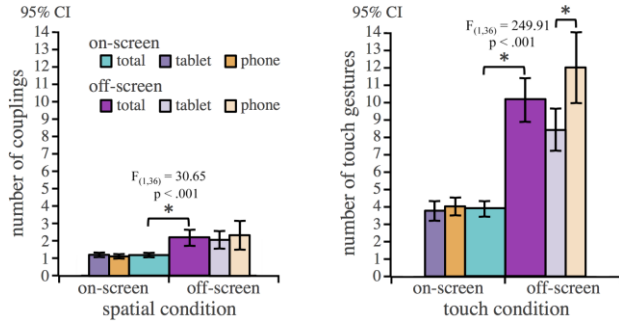 95% CI
14
13
12
11
10
9
8
7
6
5
4
3
2
1
0
number of couplings
on-screen
total tablet phone
off-screen
total tablet phone
F(1,36) = 30.65
p < .001
*
on-screen off-screen
spatial condition
95% CI
14
13
12
11
10
9
8
7
6
5
4
3
2
1
0
number of touch gestures
F(1,36) = 249.91
p < .001
*
*
on-screen off-screen
touch condition